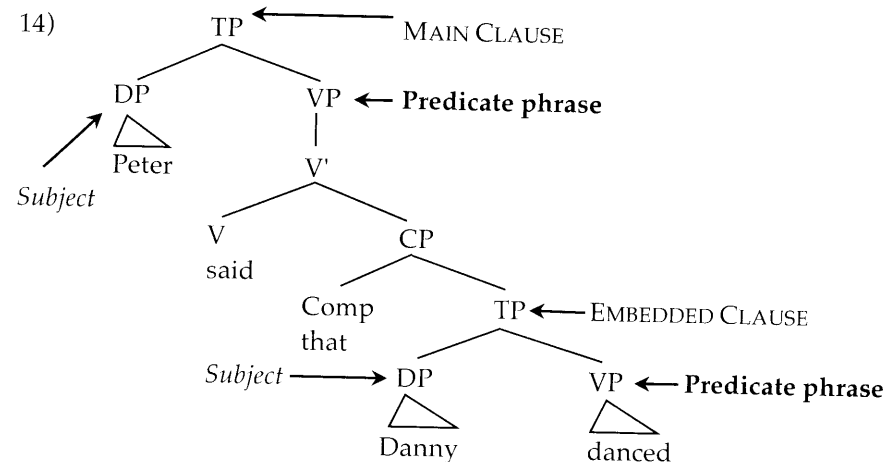 14)
TP
MAIN CLAUSE
DP
VP
Predicate phrase
Peter
V'
Subject
V
CP
said
Comp
TP
EMBEDDED CLAUSE
that
Subject
DP
VP
Predicate phrase
Danny
danced